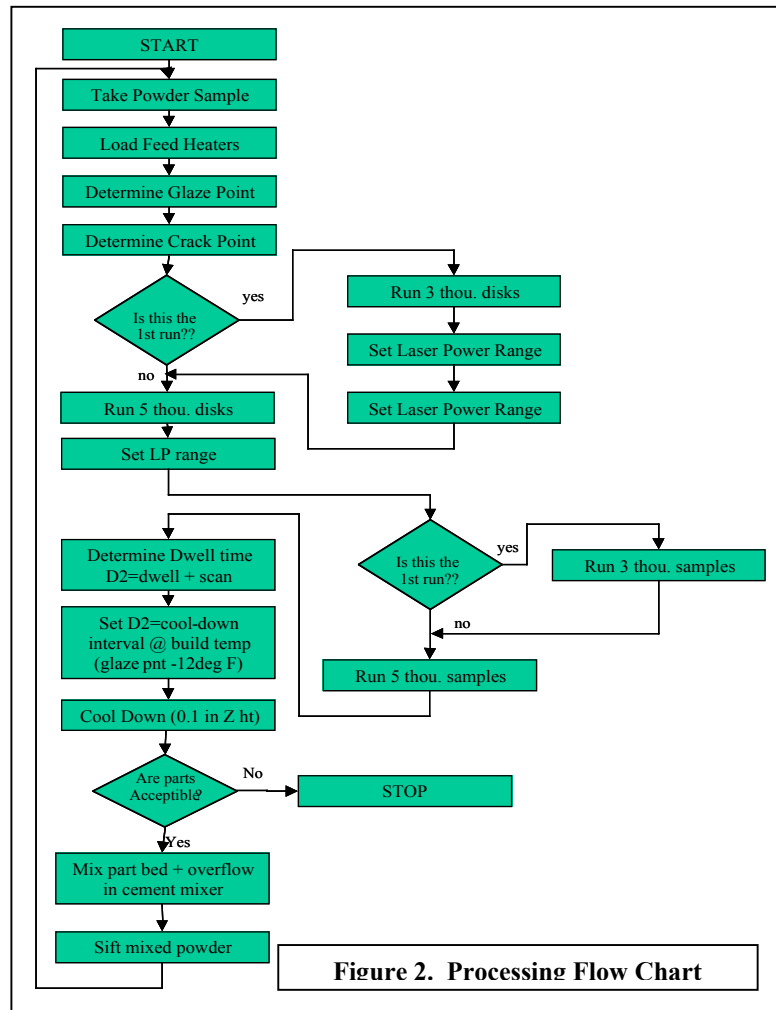 START
Take Powder Sample
Load Feed Heaters
Determine Glaze Point
Determine Crack Point
Is this the
1st run??
yes
no
Run 3 thou. disks
Set Laser Power Range
Set Laser Power Range
Run 5 thou. disks
Set LP range
Is this the
1st run??
yes
no
Run 3 thou. samples
Run 5 thou. samples
Determine Dwell time
D2=dwell + scan
Set D2=cool-down
interval @ build temp
(glaze pnt -12deg F)
Cool Down (0.1 in Z ht)
Are parts
Acceptible?
No
STOP
Yes
Mix part bed + overflow
in cement mixer
Sift mixed powder
Figure 2. Processing Flow Chart